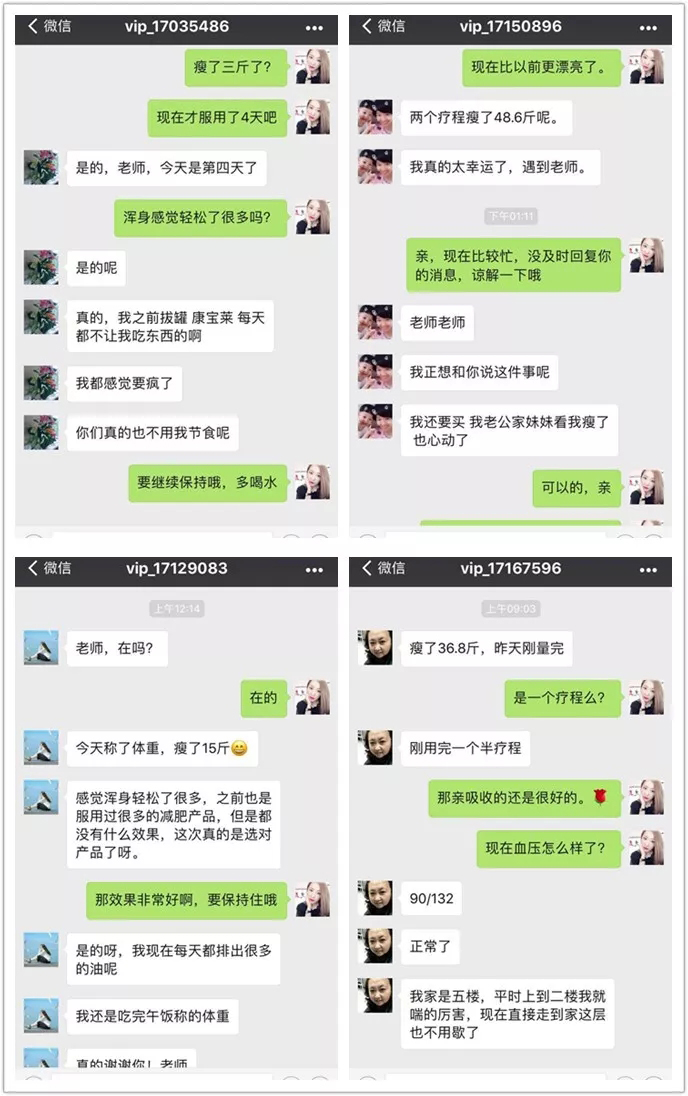 微信
vip_17035486
瘦了三斤了?
现在才服用了4天吧
是的，老师，今天是第四天了
浑身感觉轻松了很多吗?
是的呢
真的，我之前拔罐 康宝莱 每天
都不让我吃东西的啊
我都感觉要疯了
你们真的也不用我节食呢
要继续保持哦，多喝水
微信
vip_17150896
现在比以前更漂亮了。
两个疗程瘦了48.6斤呢。
我真的太幸运了，遇到老师。
下午01:11
亲，现在比较忙，没及时回复你
的消息，谅解一下哦
老师老师
我正想和你说这件事呢
我还要买 我老公家妹妹看我瘦了
也心动了
可以的，亲
微信
vip_17129083
上午12:14
老师，在吗?
在的
今天称了体重，瘦了15斤😄
感觉浑身轻松了很多，之前也是
服用过很多的减肥产品，但是都
没有什么效果，这次真的是选对
产品了呀。
那效果非常好啊，要保持住哦
是的呀，我现在每天都排出很多
的油呢
我还是吃完午饭称的体重
真的谢谢你！老师
微信
vip_17167596
上午09:03
瘦了36.8斤，昨天刚量完
是一个疗程么?
刚用完一个半疗程
那亲吸收的还是很好的。🌹
现在血压怎么样了?
90/132
正常了
我家是五楼，平时上到二楼我就
喘的厉害，现在直接走到家这层
也不用歇了